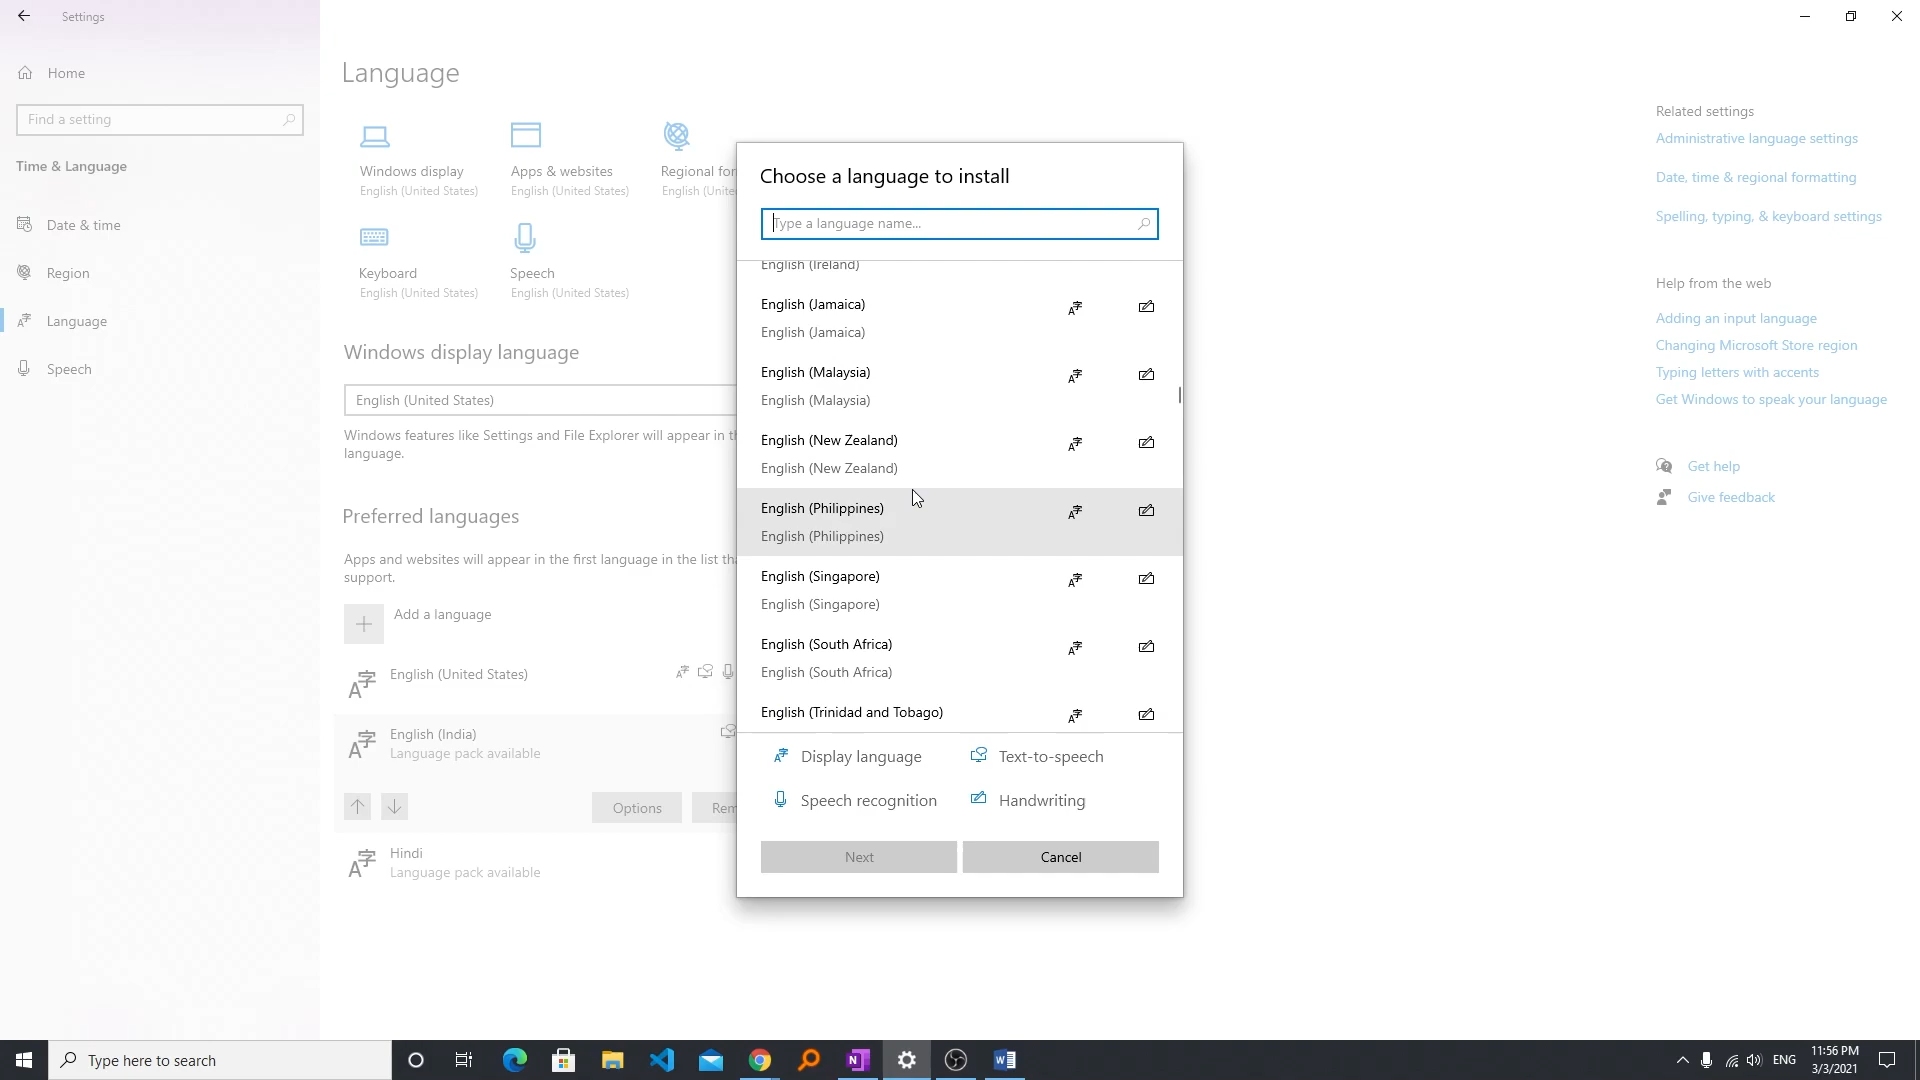 Settings
Home
Find a setting
Time & Language
Date & time
Region
Language
Speech
Language
Windows display
English (United States)
Apps & websites
English (United States)
Regional for
English (Unite
Keyboard
English (United States)
Speech
English (United States)
Windows display language
English (United States)
Windows features like Settings and File Explorer will appear in th
language.
Preferred languages
Apps and websites will appear in the first language in the list tha
support.
Add a language
English (United States)
English (India)
Language pack available
Options
Rem
Hindi
Language pack available
Choose a language to install
Type a language name...
English (Ireland)
English (Jamaica)
English (Jamaica)
English (Malaysia)
English (Malaysia)
English (New Zealand)
English (New Zealand)
English (Philippines)
English (Philippines)
English (Singapore)
English (Singapore)
English (South Africa)
English (South Africa)
English (Trinidad and Tobago)
Display language
Text-to-speech
Speech recognition
Handwriting
Next
Cancel
Related settings
Administrative language settings
Date, time & regional formatting
Spelling, typing, & keyboard settings
Help from the web
Adding an input language
Changing Microsoft Store region
Typing letters with accents
Get Windows to speak your language
Get help
Give feedback
Type here to search
ENG
11:56 PM
3/3/2021